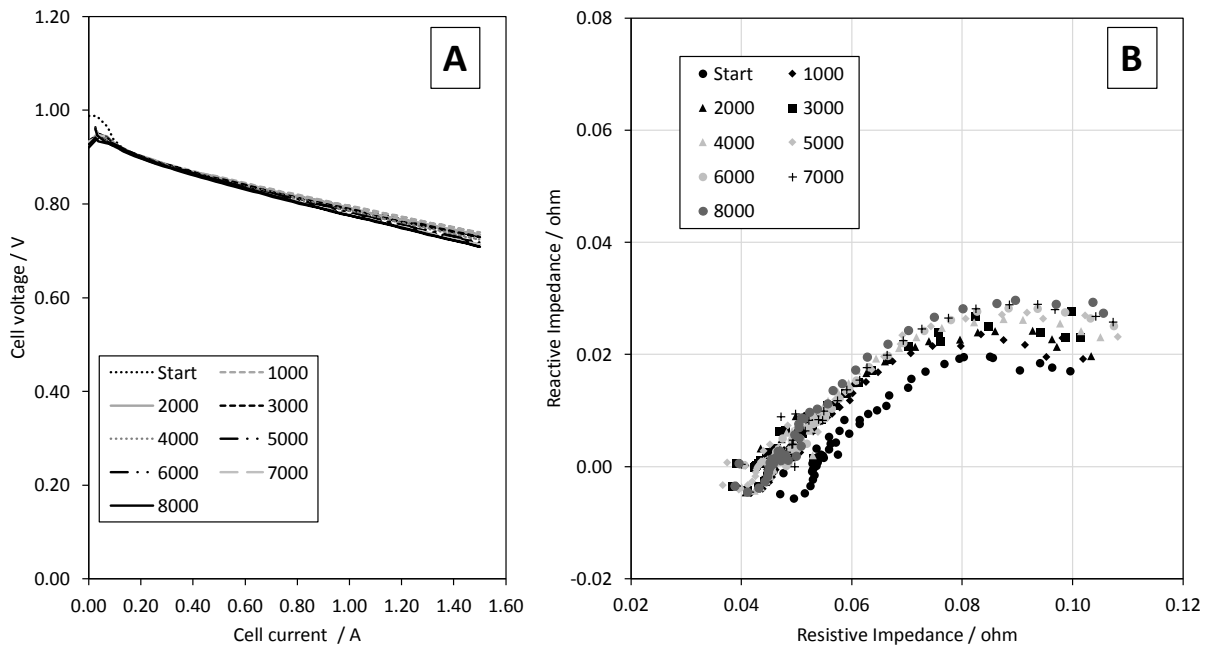 A
Cell voltage / V
1.20
1.00
0.80
0.60
0.40
0.20
0.00
Start 1000
2000 3000
4000 5000
6000 7000
8000
0.00 0.20 0.40 0.60 0.80 1.00 1.20 1.40 1.60
Cell current / A
B
Reactive Impedance / ohm
0.08
0.06
0.04
0.02
0.00
-0.02
Start 1000
2000 3000
4000 5000
6000 7000
8000
0.02 0.04 0.06 0.08 0.10 0.12
Resistive Impedance / ohm